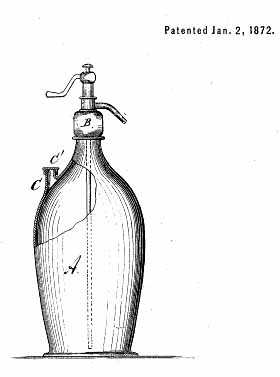 Patented Jan. 2, 1872.
B.
C'
C
A.